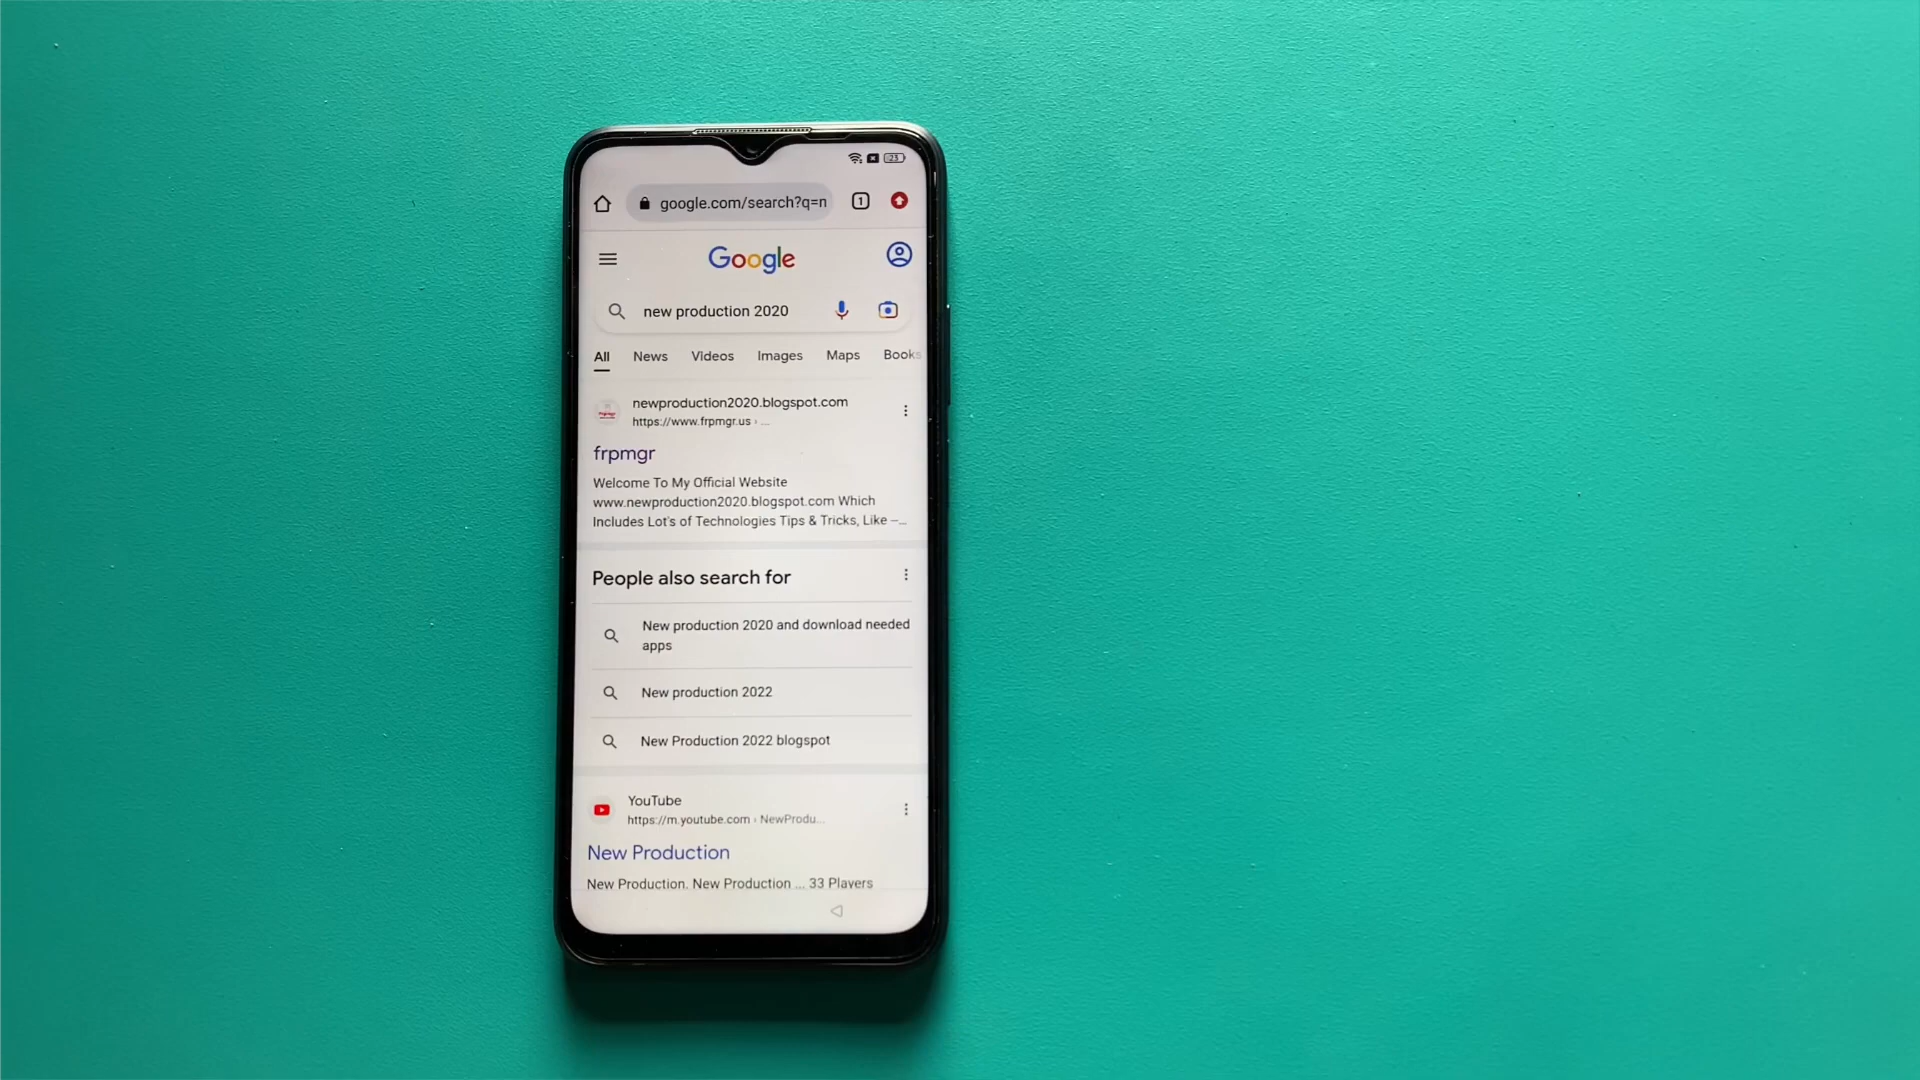 23
google.com/search?q=n
1
Google
new production 2020
All News Videos Images Maps Books
newproduction2020.blogspot.com
https://www.frpmgr.us › ...
frpmgr
Welcome To My Official Website
www.newproduction2020.blogspot.com Which
Includes Lot's of Technologies Tips & Tricks, Like –...
People also search for
New production 2020 and download needed
apps
New production 2022
New Production 2022 blogspot
YouTube
https://m.youtube.com › NewProdu...
New Production
New Production. New Production ... 33 Players